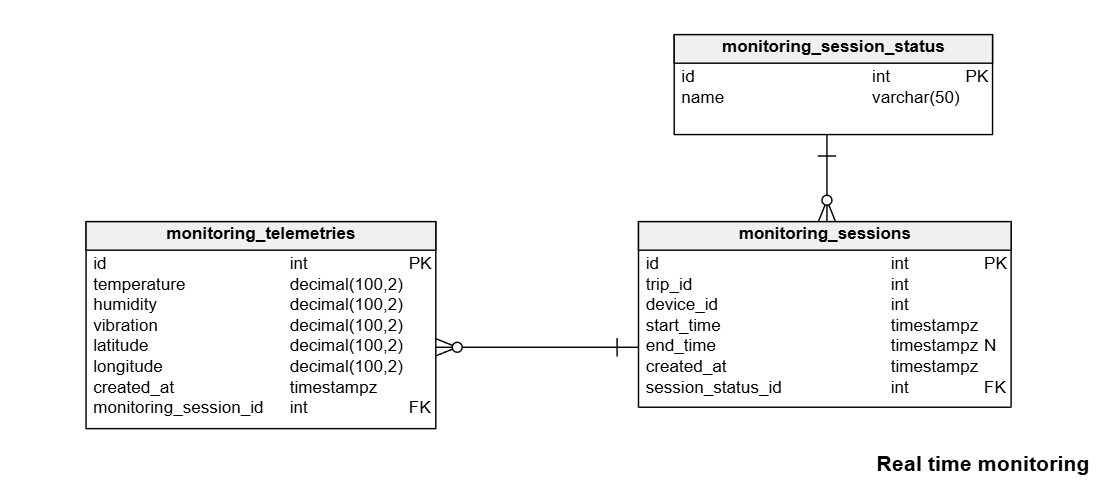 monitoring_session_status
id int PK
name varchar(50)
monitoring_telemetries
id int PK
temperature decimal(100,2)
humidity decimal(100,2)
vibration decimal(100,2)
latitude decimal(100,2)
longitude decimal(100,2)
created_at timestampz
monitoring_session_id int FK
monitoring_sessions
id int PK
trip_id int
device_id int
start_time timestampz
end_time timestampz N
created_at timestampz
session_status_id int FK
Real time monitoring